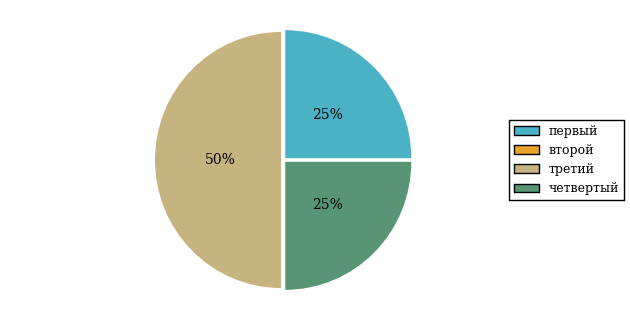 25%
50%
25%
первый
второй
третий
четвертый